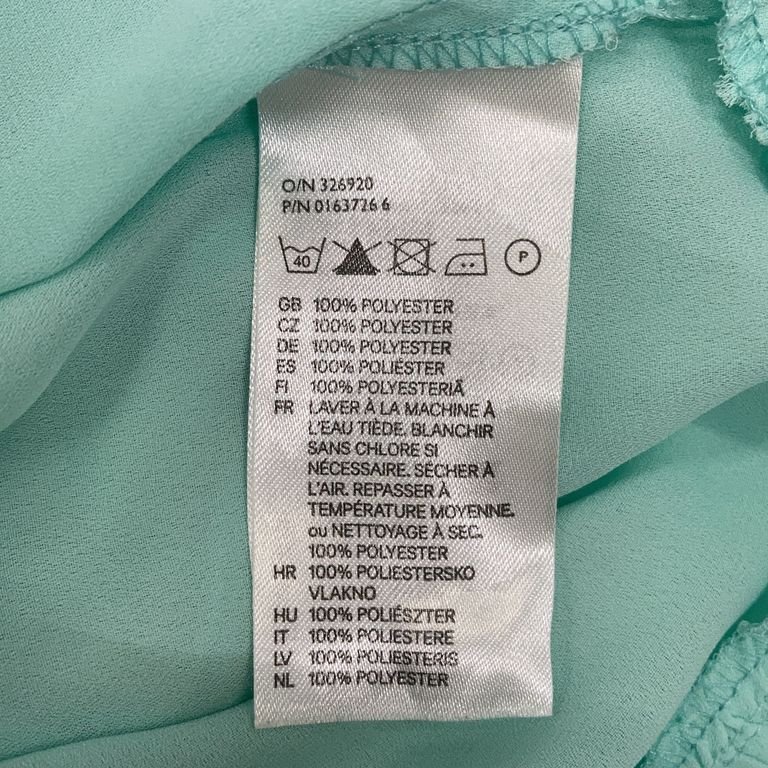 O/N 326920
P/N 0163726 6
40 P
GB 100% POLYESTER
CZ 100% POLYESTER
DE 100% POLYESTER
ES 100% POLIÉSTER
FI 100% POLYESTERIÄ
FR LAVER À LA MACHINE À
L'EAU TIÈDE. BLANCHIR
SANS CHLORE SI
NÉCESSAIRE. SÉCHER À
L'AIR. REPASSER À
TEMPÉRATURE MOYENNE.
ou NETTOYAGE À SEC.
100% POLYESTER
HR 100% POLIESTERSKO
VLAKNO
HU 100% POLIÉSZTER
IT 100% POLIESTERE
LV 100% POLIESTERIS
NL 100% POLYESTER